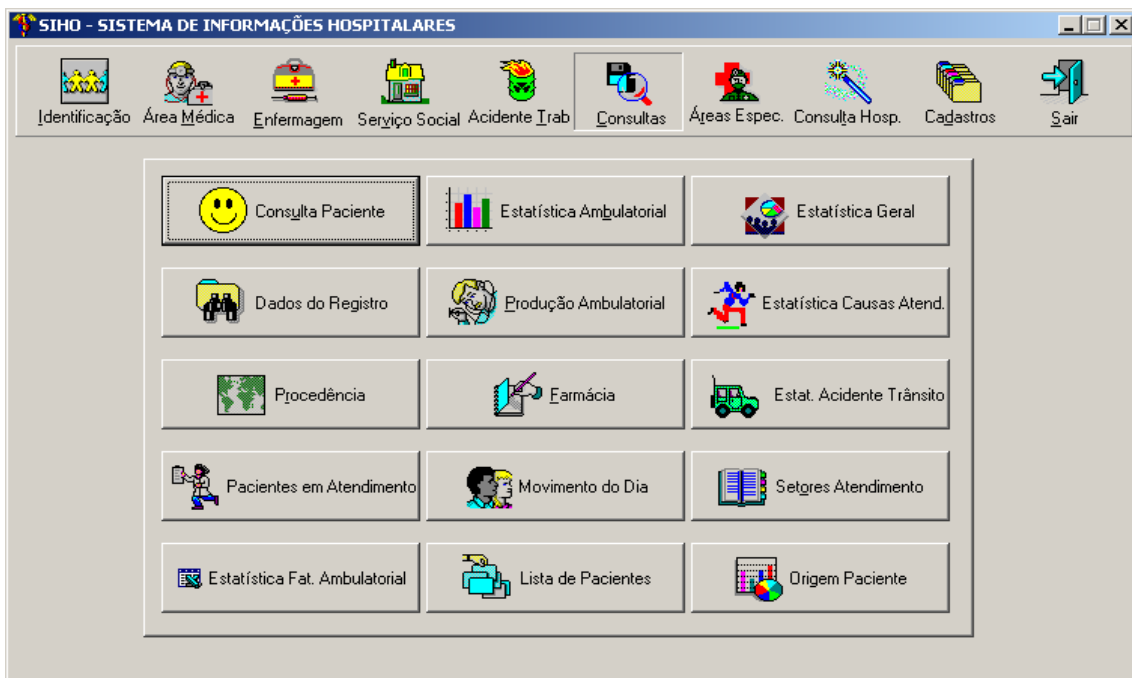 SIHO - SISTEMA DE INFORMAÇÕES HOSPITALARES
Identificação Área Médica Enfermagem Serviço Social Acidente Trab Consultas Áreas Espec. Consulta Hosp. Cadastros Sair
Consulta Paciente Estatística Ambulatorial Estatística Geral
Dados do Registro Produção Ambulatorial Estatística Causas Atend.
Procedência Farmácia Estat. Acidente Trânsito
Pacientes em Atendimento Movimento do Dia Setores Atendimento
Estatística Fat. Ambulatorial Lista de Pacientes Origem Paciente